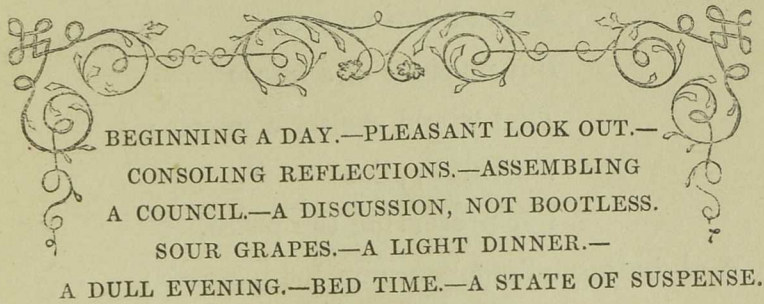 BEGINNING A DAY.—PLEASANT LOOK OUT.—
CONSOLING REFLECTIONS.—ASSEMBLING
A COUNCIL.—A DISCUSSION, NOT BOOTLESS.
SOUR GRAPES.—A LIGHT DINNER.—
A DULL EVENING.—BED TIME.—A STATE OF SUSPENSE.